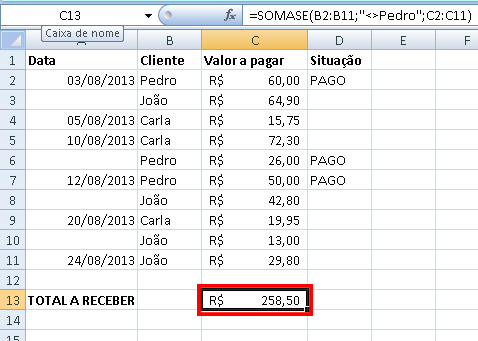 C13 fx =SOMASE(B2:B11;"<>Pedro";C2:C11)
Caixa de nome
A B C D E F
1 Data Cliente Valor a pagar Situação
2 03/08/2013 Pedro R$ 60,00 PAGO
3 João R$ 64,90
4 05/08/2013 Carla R$ 15,75
5 10/08/2013 Carla R$ 72,30
6 Pedro R$ 26,00 PAGO
7 12/08/2013 Pedro R$ 50,00 PAGO
8 João R$ 42,80
9 20/08/2013 Carla R$ 19,95
10 João R$ 13,00
11 24/08/2013 João R$ 29,80
12
13 TOTAL A RECEBER R$ 258,50
14
15